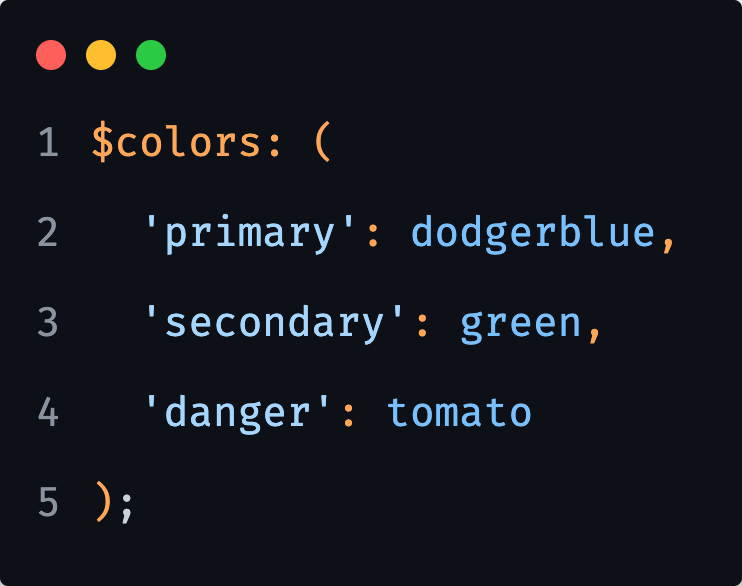 1 $colors: (
2   'primary': dodgerblue,
3   'secondary': green,
4   'danger': tomato
5 );